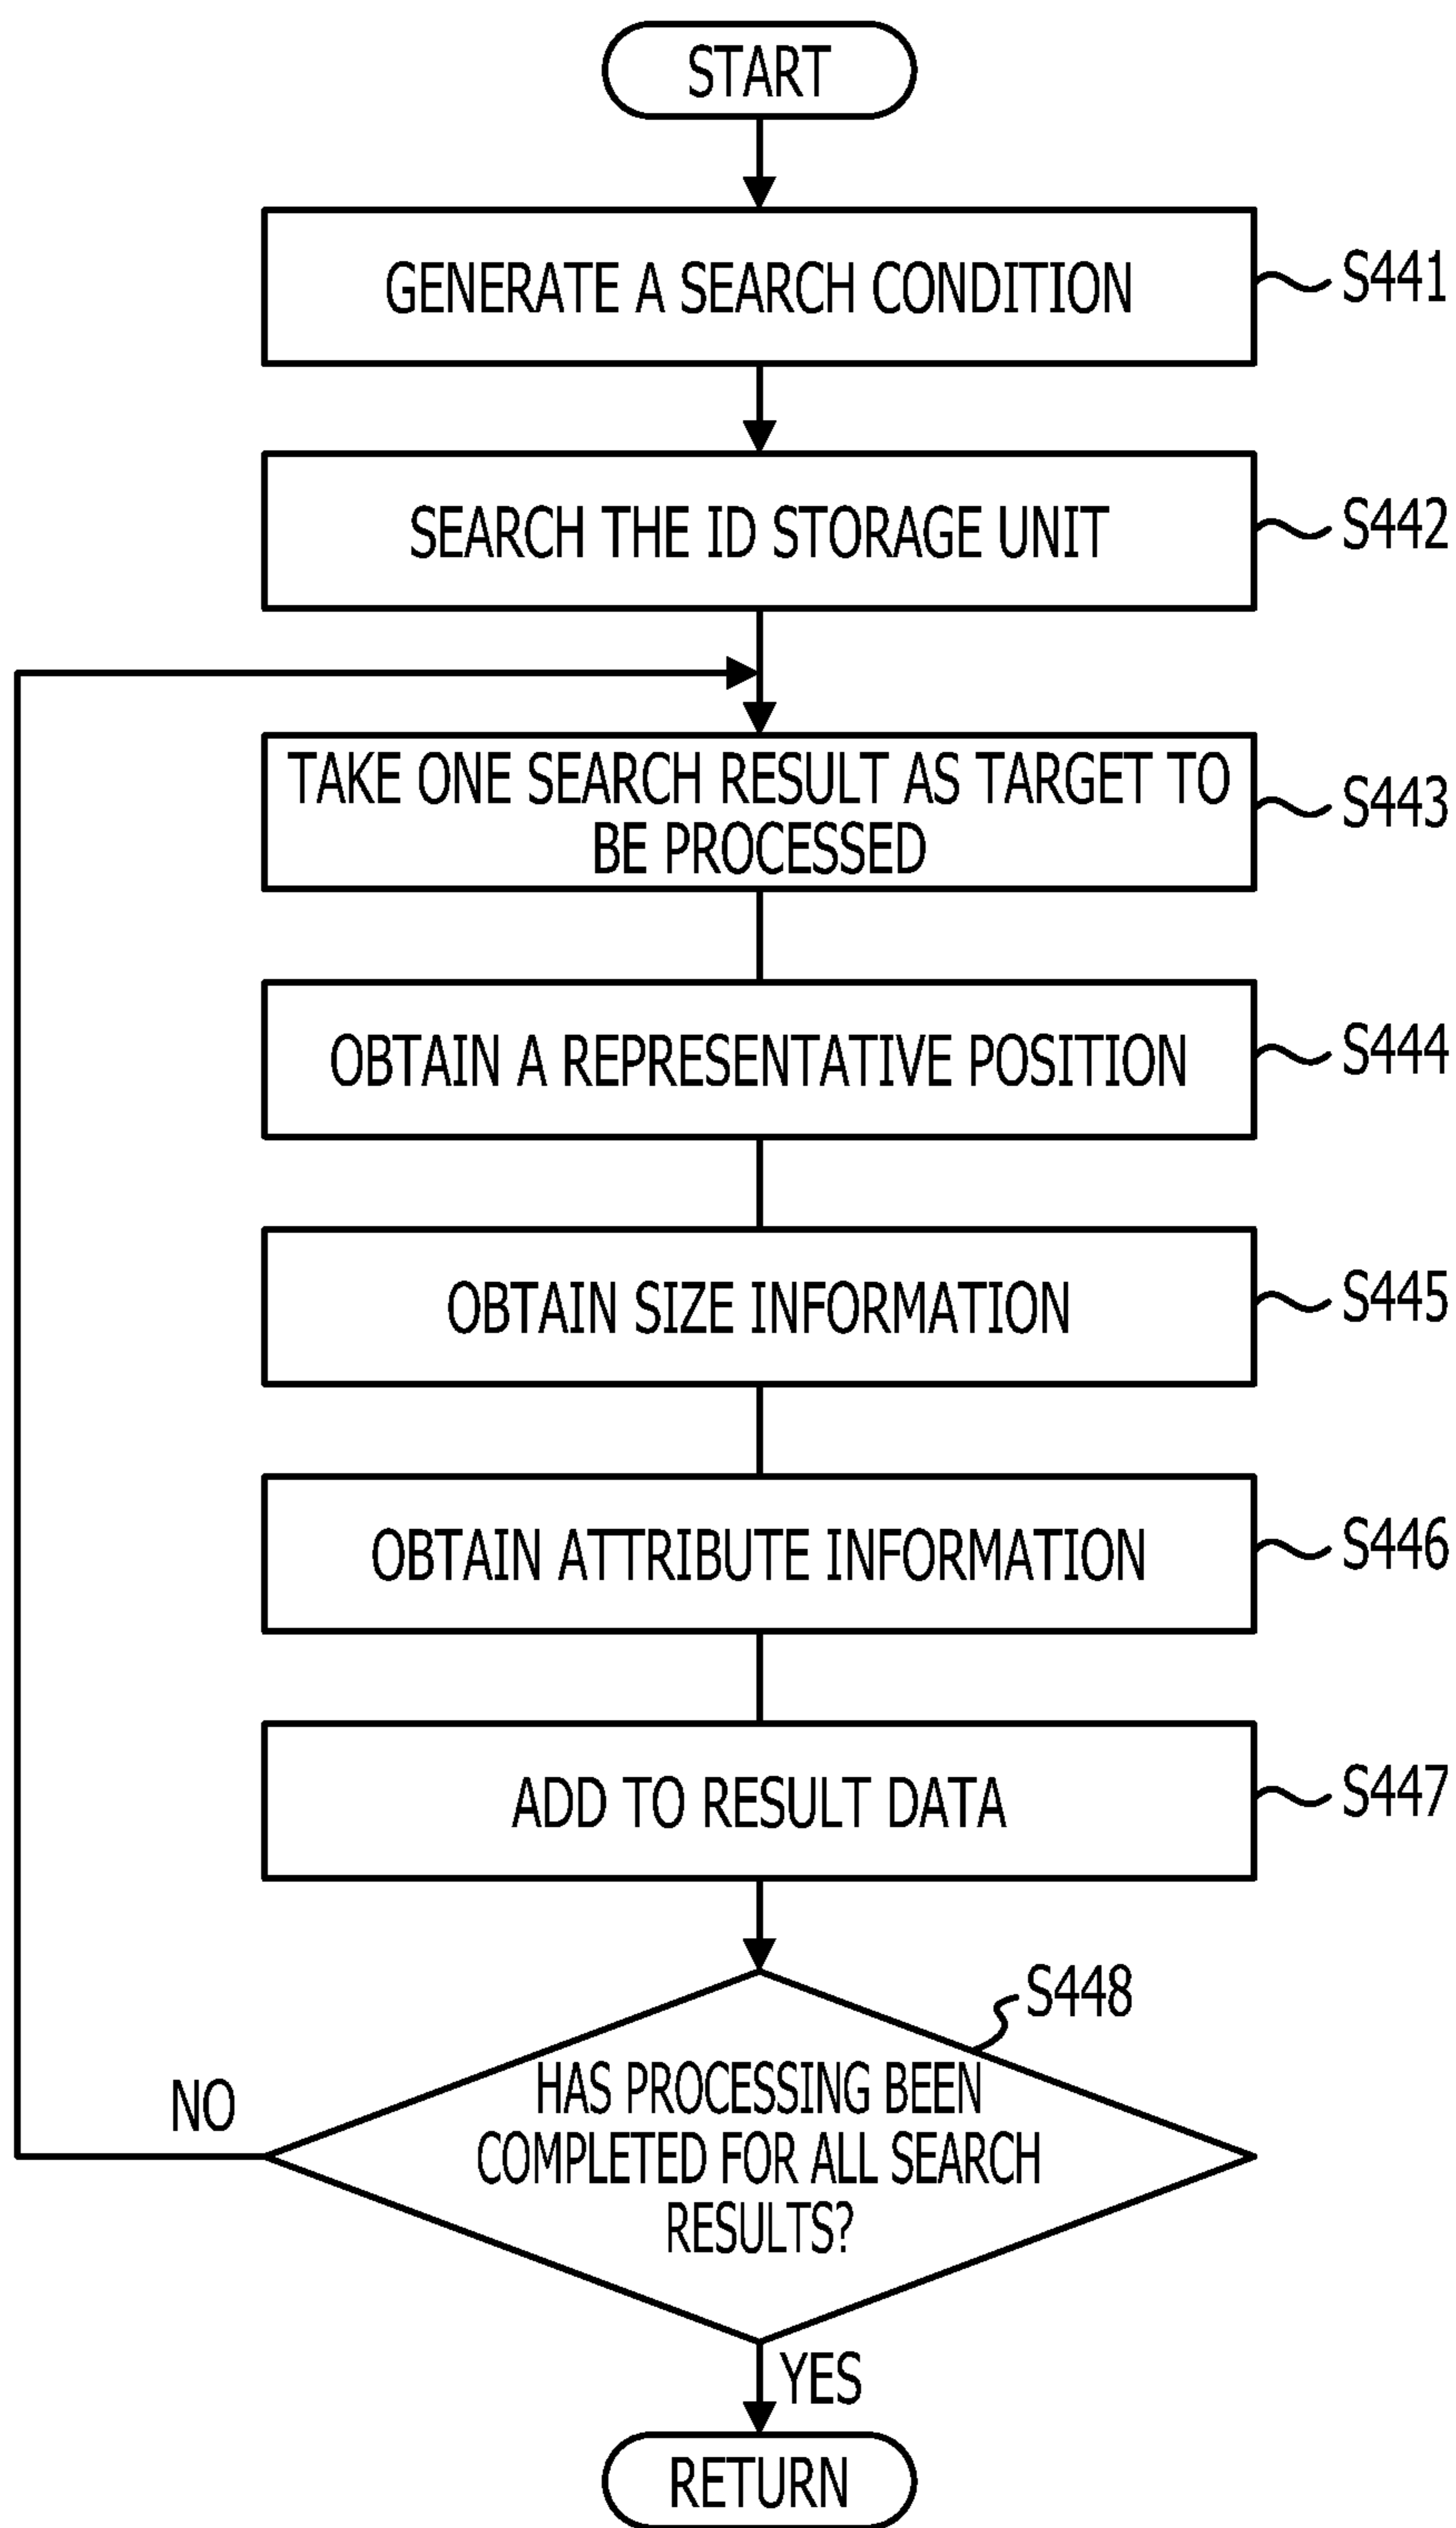 START
GENERATE A SEARCH CONDITION
S441
SEARCH THE ID STORAGE UNIT
S442
TAKE ONE SEARCH RESULT AS TARGET TO
BE PROCESSED
S443
OBTAIN A REPRESENTATIVE POSITION
S444
OBTAIN SIZE INFORMATION
S445
OBTAIN ATTRIBUTE INFORMATION
S446
ADD TO RESULT DATA
S447
S448
HAS PROCESSING BEEN
COMPLETED FOR ALL SEARCH
RESULTS?
NO
YES
RETURN